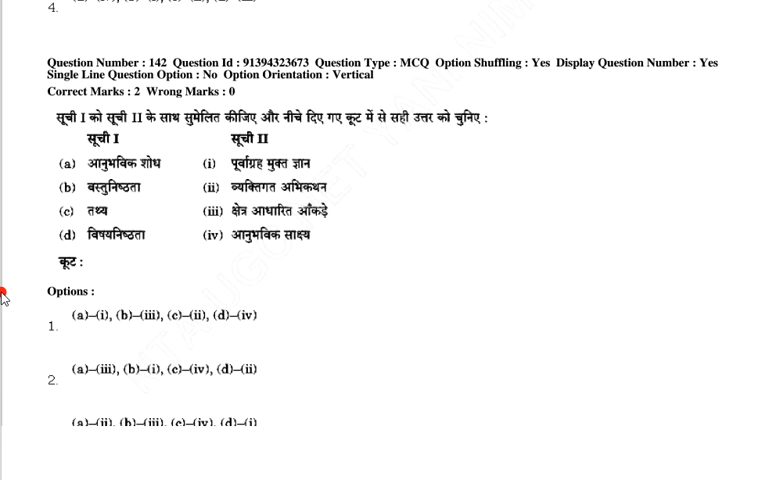 4.
Question Number : 142 Question Id : 91394323673 Question Type : MCQ Option Shuffling : Yes Display Question Number : Yes
Single Line Question Option : No Option Orientation : Vertical
Correct Marks : 2 Wrong Marks : 0
सूची I को सूची II के साथ सुमेलित कीजिए और नीचे दिए गए कूट में से सही उत्तर को चुनिए :
सूची I सूची II
(a) आनुभविक शोध (i) पूर्वाग्रह मुक्त ज्ञान
(b) वस्तुनिष्ठता (ii) व्यक्तिगत अभिकथन
(c) तथ्य (iii) क्षेत्र आधारित आँकड़े
(d) विषयनिष्ठता (iv) आनुभविक साक्ष्य
कूट :
Options :
(a)–(i), (b)–(iii), (c)–(ii), (d)–(iv)
1.
(a)–(iii), (b)–(i), (c)–(iv), (d)–(ii)
2.
(a)–(ii), (b)–(iii), (c)–(iv), (d)–(i)